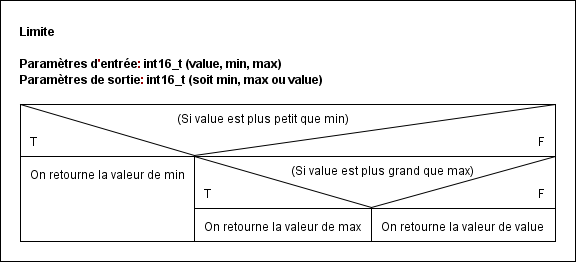 Limite
Paramètres d'entrée: int16_t (value, min, max)
Paramètres de sortie: int16_t (soit min, max ou value)
(Si value est plus petit que min)
T
F
On retourne la valeur de min
(Si value est plus grand que max)
T
F
On retourne la valeur de max
On retourne la valeur de value